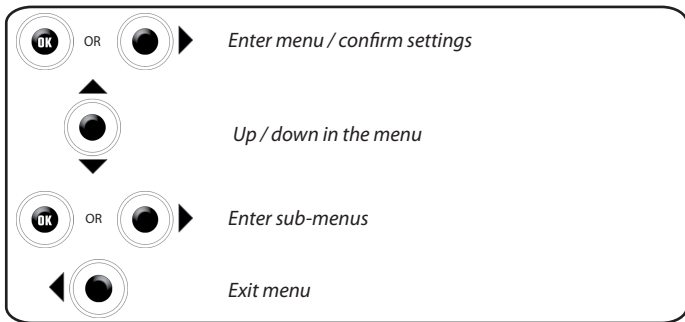 OK OR Enter menu / confirm settings
Up / down in the menu
OK OR Enter sub-menus
Exit menu